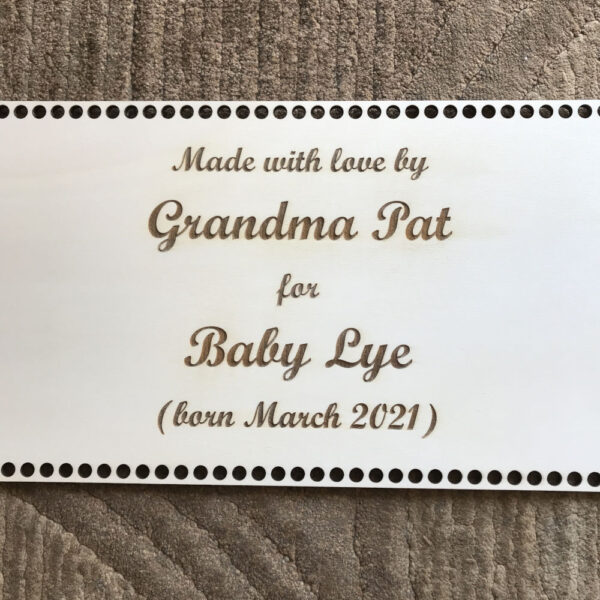 Made with love by
Grandma Pat
for
Baby Lye
(born March 2021)